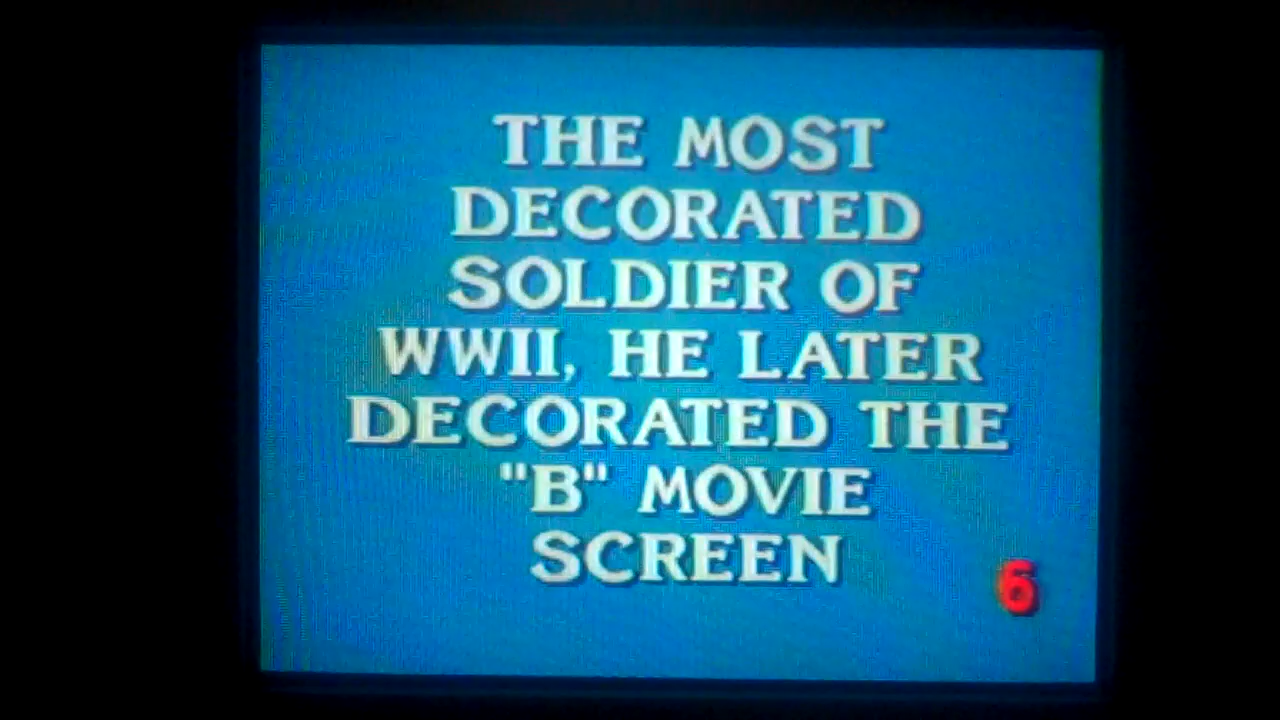 THE MOST
DECORATED
SOLDIER OF
WWII, HE LATER
DECORATED THE
"B" MOVIE
SCREEN
6